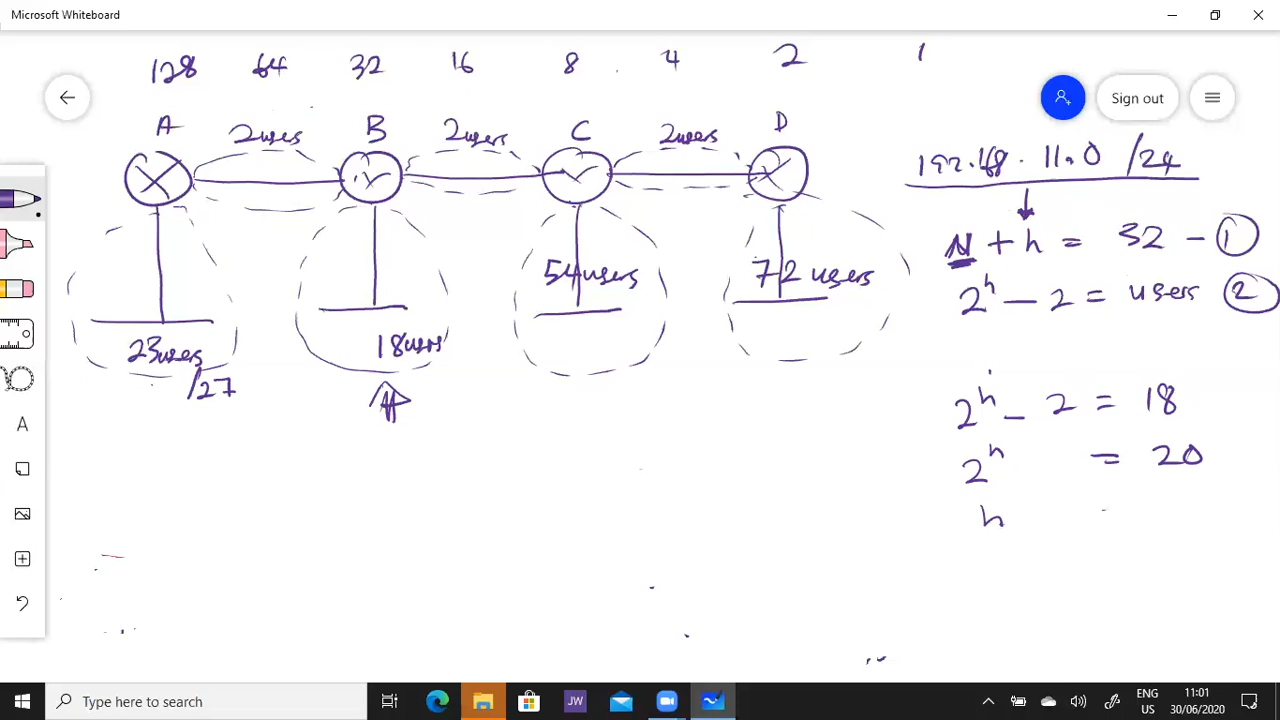 Microsoft Whiteboard
128 64 32 16 8 4 2 1
Sign out
A 2users B 2users C 2users D
192.168.11.0 /24
N + h = 32 - 1
2^h - 2 = users 2
54users
72 users
23users
/27
18users
2^h - 2 = 18
2^h = 20
h
A
Type here to search
JW
ENG
US
11:01
30/06/2020